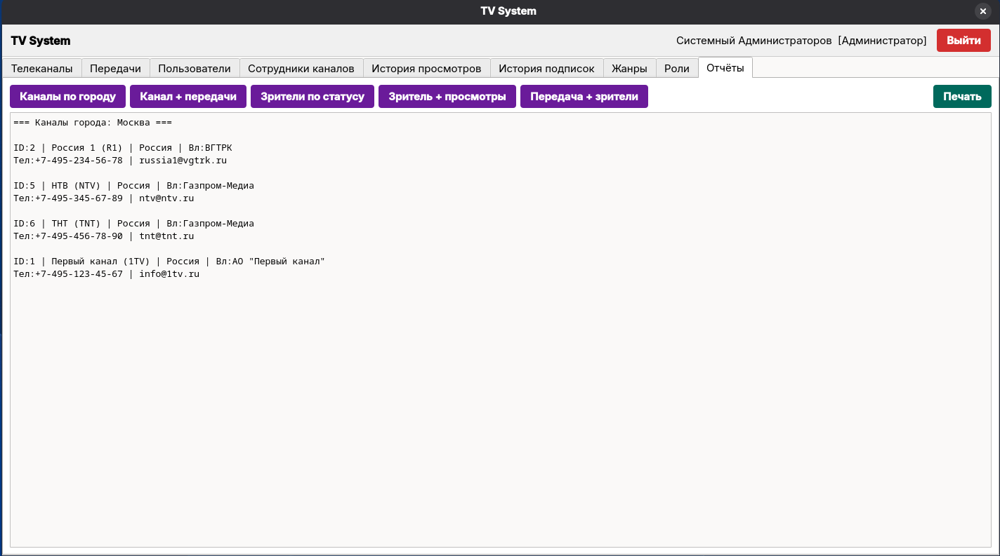 TV System
TV System
Системный Администраторов [Администратор]
Выйти
Телеканалы
Передачи
Пользователи
Сотрудники каналов
История просмотров
История подписок
Жанры
Роли
Отчёты
Каналы по городу
Канал + передачи
Зрители по статусу
Зритель + просмотры
Передача + зрители
Печать
=== Каналы города: Москва ===
ID:2 | Россия 1 (R1) | Россия | Вл:ВГТРК
Тел:+7-495-234-56-78 | russia1@vgtrk.ru
ID:5 | НТВ (NTV) | Россия | Вл:Газпром-Медиа
Тел:+7-495-345-67-89 | ntv@ntv.ru
ID:6 | ТНТ (TNT) | Россия | Вл:Газпром-Медиа
Тел:+7-495-456-78-90 | tnt@tnt.ru
ID:1 | Первый канал (1TV) | Россия | Вл:АО "Первый канал"
Тел:+7-495-123-45-67 | info@1tv.ru